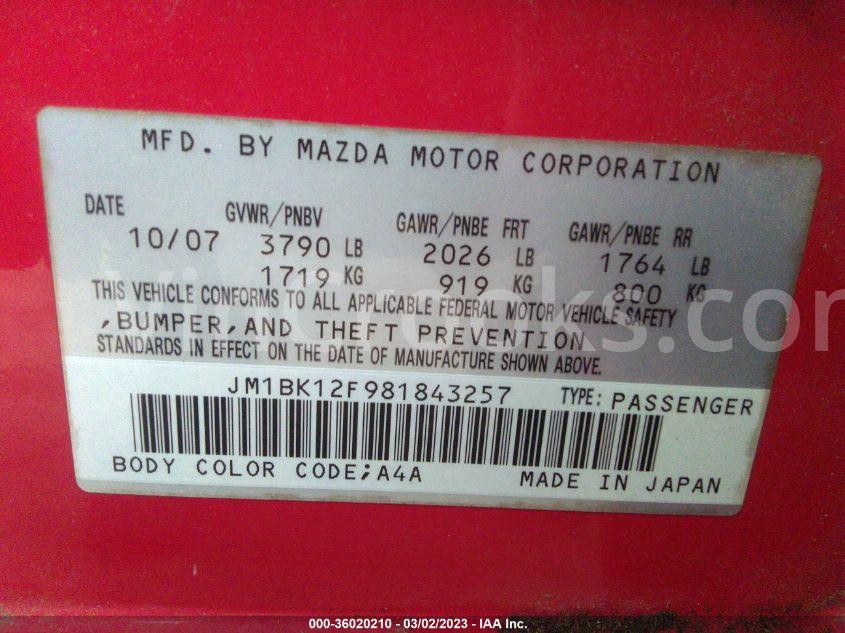 MFD. BY MAZDA MOTOR CORPORATION
DATE GVWR/PNBV GAWR/PNBE FRT GAWR/PNBE RR
10/07 3790 LB 2026 LB 1764 LB
1719 KG 919 KG 800 KG
THIS VEHICLE CONFORMS TO ALL APPLICABLE FEDERAL MOTOR VEHICLE SAFETY
,BUMPER,AND THEFT PREVENTION
STANDARDS IN EFFECT ON THE DATE OF MANUFACTURE SHOWN ABOVE.
JM1BK12F981843257 TYPE: PASSENGER
BODY COLOR CODE;A4A MADE IN JAPAN
000-36020210 - 03/02/2023 - IAA Inc.